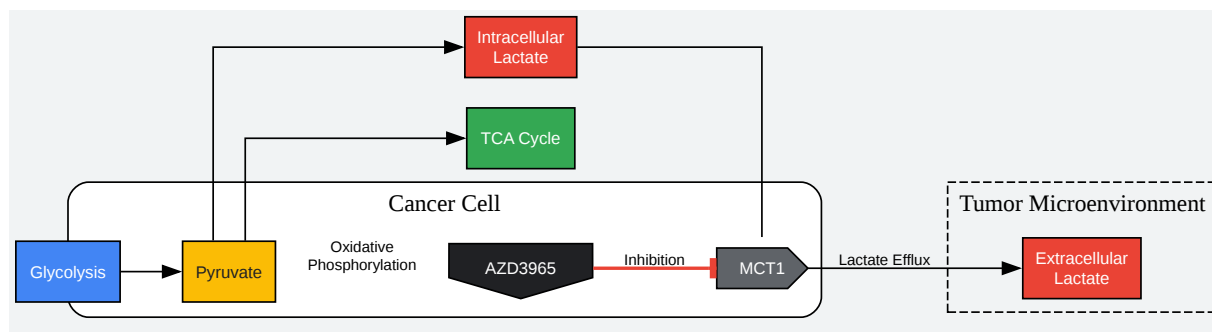 Intracellular
Lactate
TCA Cycle
Cancer Cell
Tumor Microenvironment
Glycolysis
Pyruvate
Oxidative
Phosphorylation
AZD3965
Inhibition
MCT1
Lactate Efflux
Extracellular
Lactate